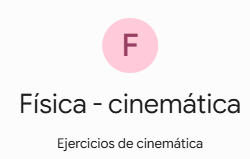 F
Física - cinemática
Ejercicios de cinemática